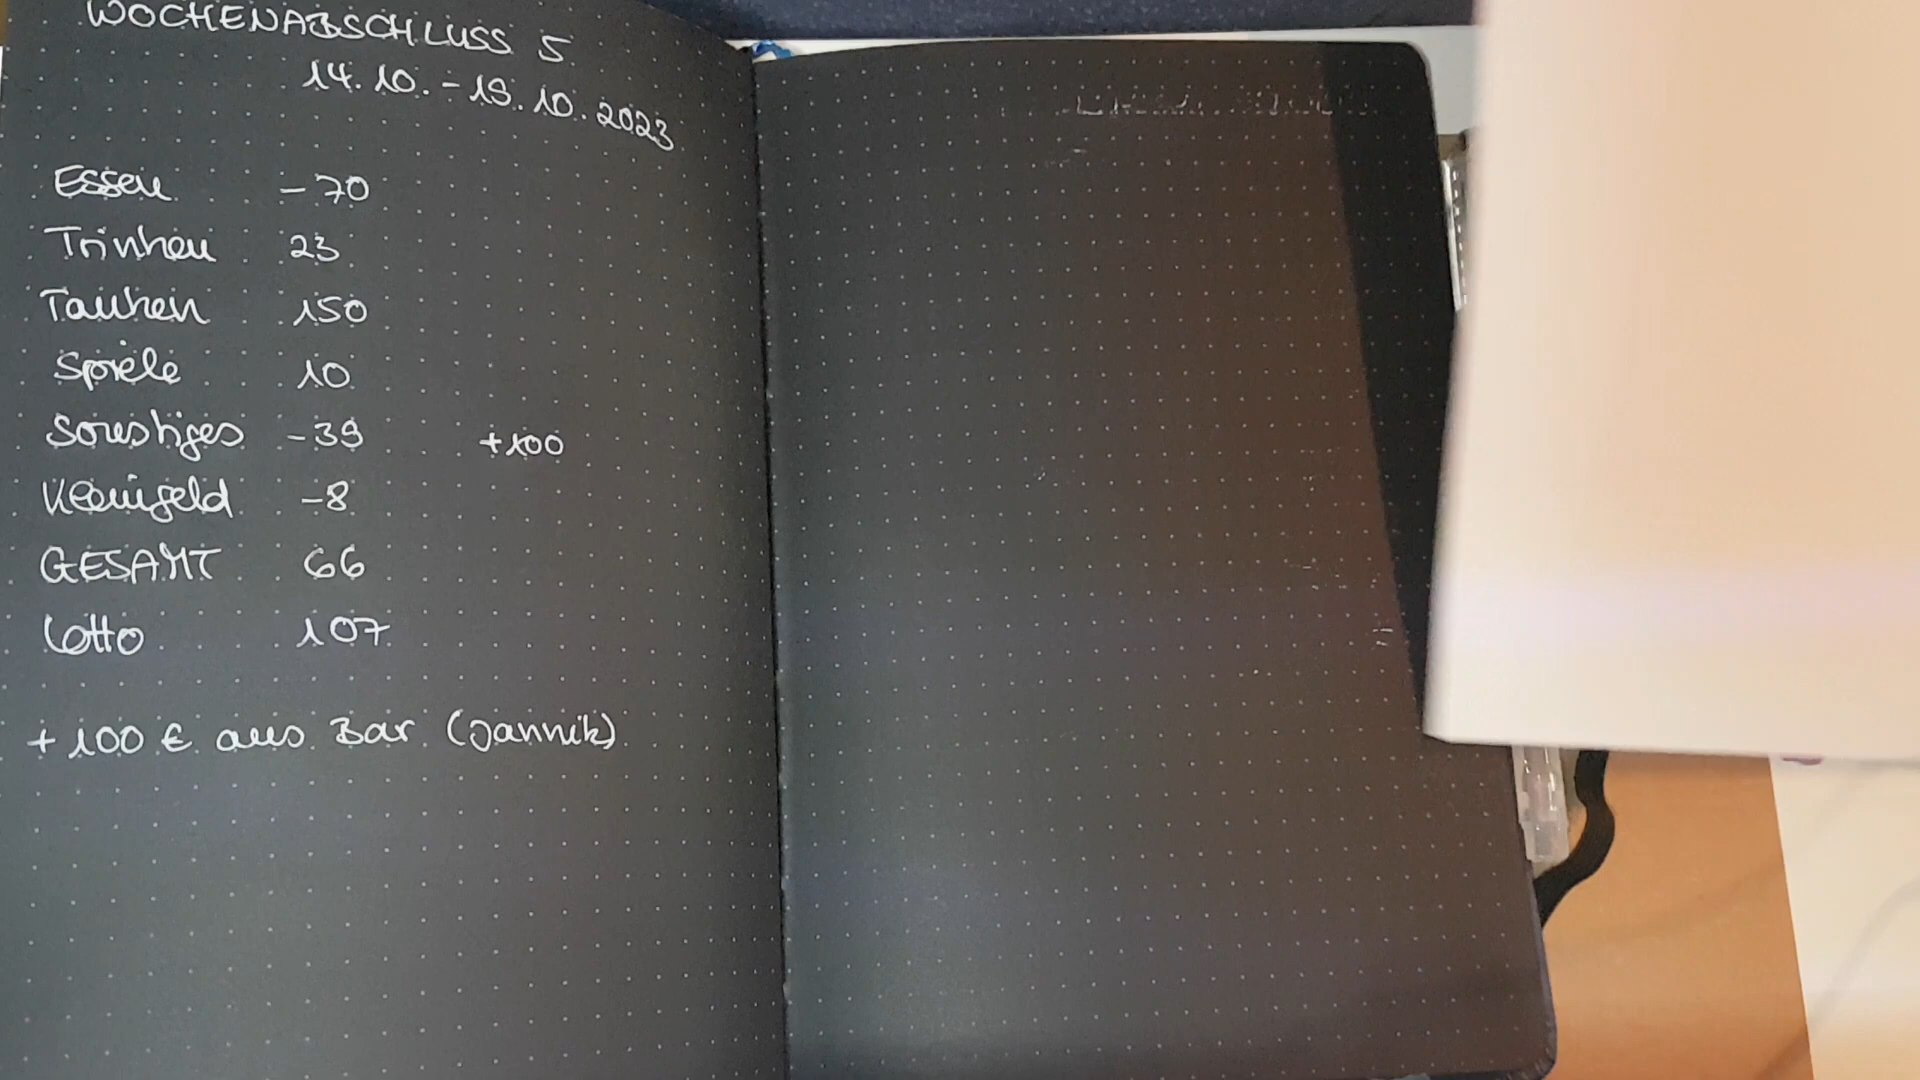 WOCHENABSCHLUSS 5
14.10.-19.10.2023
Essen -70
Trinken 23
Tanken 150
Spiele 10
Sonstiges -39 +100
Kleingeld -8
GESAMT 66
Lotto 107
+100 € aus Bar (Jannik)